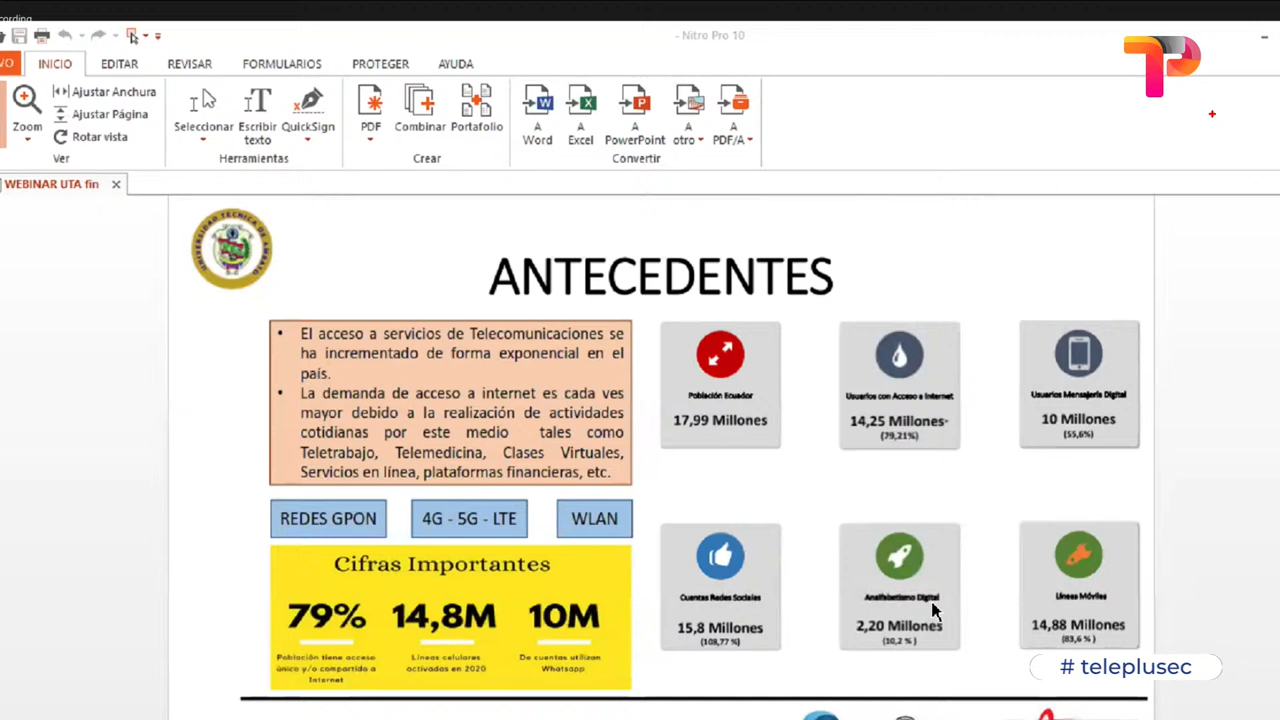 cording
- Nitro Pro 10
VO
INICIO
EDITAR
REVISAR
FORMULARIOS
PROTEGER
AYUDA
Zoom
Ajustar Anchura
Ajustar Página
Rotar vista
Ver
Seleccionar
Escribir
texto
QuickSign
Herramientas
PDF
Combinar
Portafolio
Crear
A
Word
A
Excel
A
PowerPoint
A
otro
A
PDF/A
Convertir
WEBINAR UTA fin
UNIVERSIDAD TECNICA DE AMBATO
ANTECEDENTES
• El acceso a servicios de Telecomunicaciones se
ha incrementado de forma exponencial en el
país.
• La demanda de acceso a internet es cada ves
mayor debido a la realización de actividades
cotidianas por este medio tales como
Teletrabajo, Telemedicina, Clases Virtuales,
Servicios en línea, plataformas financieras, etc.
REDES GPON
4G - 5G - LTE
WLAN
Cifras Importantes
79%
Población tiene acceso
único y/o compartido a
Internet
14,8M
Líneas celulares
activadas en 2020
10M
De cuentas utilizan
Whatsapp
Población Ecuador
17,99 Millones
Usuarios con Acceso a Internet
14,25 Millones-
(79,21%)
Usuarios Mensajería Digital
10 Millones
(55,6%)
Cuentas Redes Sociales
15,8 Millones
(108,77 %)
Analfabetismo Digital
2,20 Millones
(10,2 % )
Líneas Móviles
14,88 Millones
(83,6 % )
# teleplusec